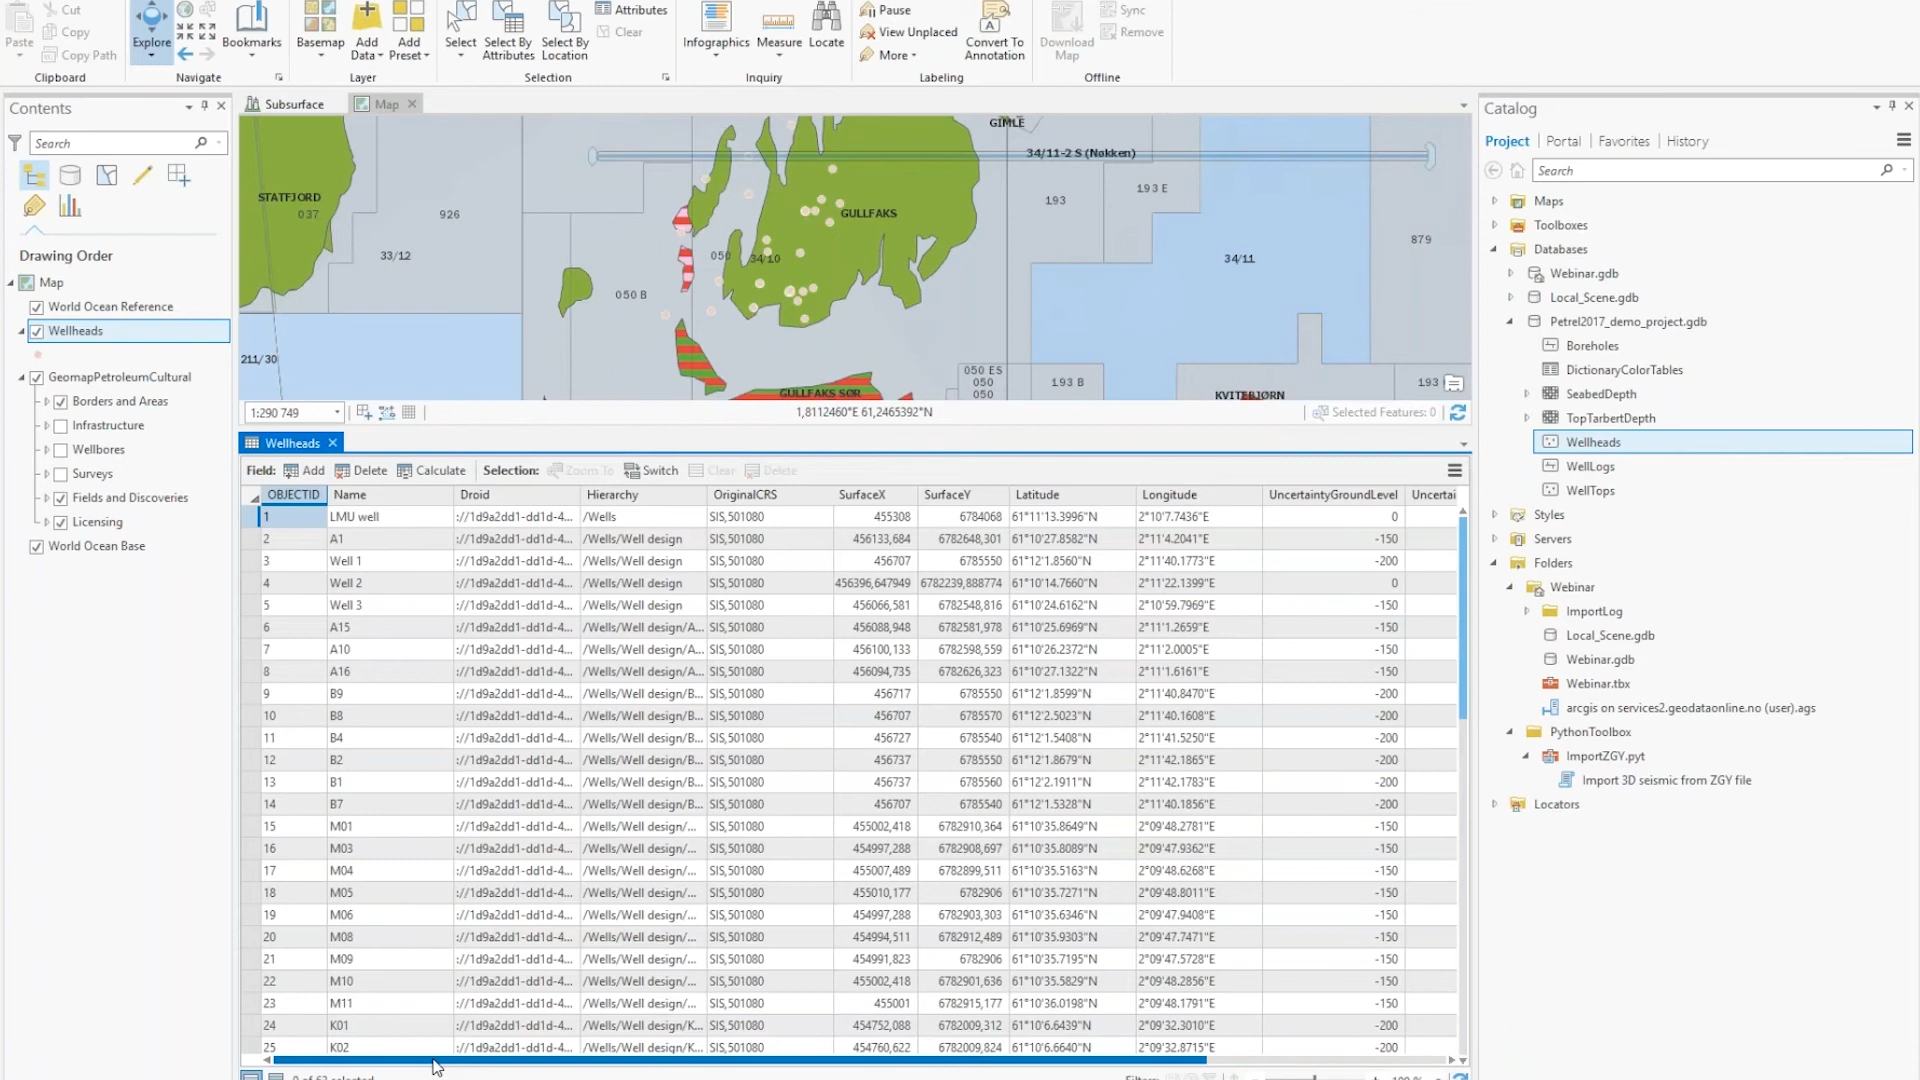 Cut
Copy
Copy Path
Paste
Clipboard
Explore
Bookmarks
Navigate
Basemap
Add Data
Add Preset
Layer
Select
Select By Attributes
Select By Location
Attributes
Clear
Selection
Infographics
Measure
Locate
Inquiry
Pause
View Unplaced
More
Convert To Annotation
Labeling
Download Map
Sync
Remove
Offline
Contents
Search
Drawing Order
Map
World Ocean Reference
Wellheads
GeomapPetroleumCultural
Borders and Areas
Infrastructure
Wellbores
Surveys
Fields and Discoveries
Licensing
World Ocean Base
Subsurface
Map
GIMLE
34/11-2 S (Nøkken)
STATFJORD
037
926
33/12
GULLFAKS
193
193 E
879
050
34/10
34/11
050 B
211/30
050 ES
050
050
193 B
193
GULLFAKS SØR
KVITEBJØRN
1:290 749
1,8112460°E 61,2465392°N
Selected Features: 0
Wellheads
Field: Add Delete Calculate Selection: Zoom To Switch Clear Delete
OBJECTID Name Droid Hierarchy OriginalCRS SurfaceX SurfaceY Latitude Longitude UncertaintyGroundLevel Uncertai
1 LMU well ://1d9a2dd1-dd1d-4... /Wells SIS,501080 455308 6784068 61°11'13.3996"N 2°10'7.7436"E 0
2 A1 ://1d9a2dd1-dd1d-4... /Wells/Well design SIS,501080 456133,684 6782648,301 61°10'27.8582"N 2°11'4.2041"E -150
3 Well 1 ://1d9a2dd1-dd1d-4... /Wells/Well design SIS,501080 456707 6785550 61°12'1.8560"N 2°11'40.1773"E -200
4 Well 2 ://1d9a2dd1-dd1d-4... /Wells/Well design SIS,501080 456396,647949 6782239,888774 61°10'14.7660"N 2°11'22.1399"E 0
5 Well 3 ://1d9a2dd1-dd1d-4... /Wells/Well design SIS,501080 456066,581 6782548,816 61°10'24.6162"N 2°10'59.7969"E -150
6 A15 ://1d9a2dd1-dd1d-4... /Wells/Well design/A... SIS,501080 456088,948 6782581,978 61°10'25.6969"N 2°11'1.2659"E -150
7 A10 ://1d9a2dd1-dd1d-4... /Wells/Well design/A... SIS,501080 456100,133 6782598,559 61°10'26.2372"N 2°11'2.0005"E -150
8 A16 ://1d9a2dd1-dd1d-4... /Wells/Well design/A... SIS,501080 456094,735 6782626,323 61°10'27.1322"N 2°11'1.6161"E -150
9 B9 ://1d9a2dd1-dd1d-4... /Wells/Well design/B... SIS,501080 456717 6785550 61°12'1.8599"N 2°11'40.8470"E -200
10 B8 ://1d9a2dd1-dd1d-4... /Wells/Well design/B... SIS,501080 456707 6785570 61°12'2.5023"N 2°11'40.1608"E -200
11 B4 ://1d9a2dd1-dd1d-4... /Wells/Well design/B... SIS,501080 456727 6785540 61°12'1.5408"N 2°11'41.5250"E -200
12 B2 ://1d9a2dd1-dd1d-4... /Wells/Well design/B... SIS,501080 456737 6785550 61°12'1.8679"N 2°11'42.1865"E -200
13 B1 ://1d9a2dd1-dd1d-4... /Wells/Well design/B... SIS,501080 456737 6785560 61°12'2.1911"N 2°11'42.1783"E -200
14 B7 ://1d9a2dd1-dd1d-4... /Wells/Well design/B... SIS,501080 456707 6785540 61°12'1.5328"N 2°11'40.1856"E -200
15 M01 ://1d9a2dd1-dd1d-4... /Wells/Well design/... SIS,501080 455002,418 6782910,364 61°10'35.8649"N 2°09'48.2781"E -150
16 M03 ://1d9a2dd1-dd1d-4... /Wells/Well design/... SIS,501080 454997,288 6782908,697 61°10'35.8089"N 2°09'47.9362"E -150
17 M04 ://1d9a2dd1-dd1d-4... /Wells/Well design/... SIS,501080 455007,489 6782899,511 61°10'35.5163"N 2°09'48.6268"E -150
18 M05 ://1d9a2dd1-dd1d-4... /Wells/Well design/... SIS,501080 455010,177 6782906 61°10'35.7271"N 2°09'48.8011"E -150
19 M06 ://1d9a2dd1-dd1d-4... /Wells/Well design/... SIS,501080 454997,288 6782903,303 61°10'35.6346"N 2°09'47.9408"E -150
20 M08 ://1d9a2dd1-dd1d-4... /Wells/Well design/... SIS,501080 454994,511 6782912,489 61°10'35.9303"N 2°09'47.7471"E -150
21 M09 ://1d9a2dd1-dd1d-4... /Wells/Well design/... SIS,501080 454991,823 6782906 61°10'35.7195"N 2°09'47.5728"E -150
22 M10 ://1d9a2dd1-dd1d-4... /Wells/Well design/... SIS,501080 455002,418 6782901,636 61°10'35.5829"N 2°09'48.2856"E -150
23 M11 ://1d9a2dd1-dd1d-4... /Wells/Well design/... SIS,501080 455001 6782915,177 61°10'36.0198"N 2°09'48.1791"E -150
24 K01 ://1d9a2dd1-dd1d-4... /Wells/Well design/K... SIS,501080 454752,088 6782009,312 61°10'6.6439"N 2°09'32.3010"E -200
25 K02 ://1d9a2dd1-dd1d-4... /Wells/Well design/K... SIS,501080 454760,622 6782009,824 61°10'6.6640"N 2°09'32.8715"E -200
Catalog
Project Portal Favorites History
Search
Maps
Toolboxes
Databases
Webinar.gdb
Local_Scene.gdb
Petrel2017_demo_project.gdb
Boreholes
DictionaryColorTables
SeabedDepth
TopTarbertDepth
Wellheads
WellLogs
WellTops
Styles
Servers
Folders
Webinar
ImportLog
Local_Scene.gdb
Webinar.gdb
Webinar.tbx
arcgis on services2.geodataonline.no (user).ags
PythonToolbox
ImportZGY.pyt
Import 3D seismic from ZGY file
Locators